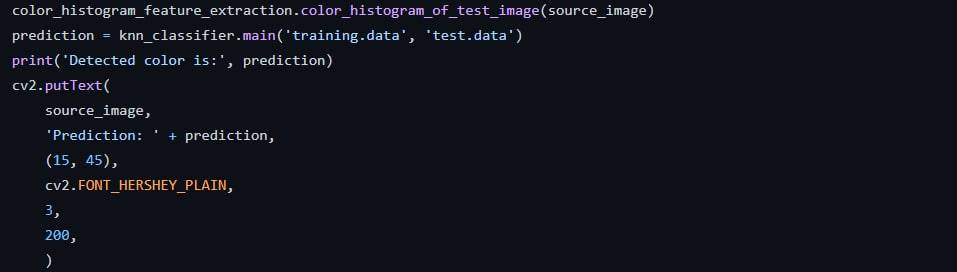 color_histogram_feature_extraction.color_histogram_of_test_image(source_image)
prediction = knn_classifier.main('training.data', 'test.data')
print('Detected color is:', prediction)
cv2.putText(
    source_image,
    'Prediction: ' + prediction,
    (15, 45),
    cv2.FONT_HERSHEY_PLAIN,
    3,
    200,
    )